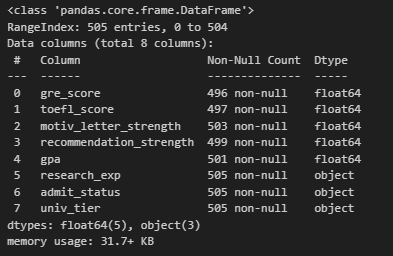 <class 'pandas.core.frame.DataFrame'>
RangeIndex: 505 entries, 0 to 504
Data columns (total 8 columns):
 #   Column                   Non-Null Count  Dtype
---  ------                   --------------  -----
 0   gre_score                496 non-null    float64
 1   toefl_score              497 non-null    float64
 2   motiv_letter_strength    503 non-null    float64
 3   recommendation_strength  499 non-null    float64
 4   gpa                      501 non-null    float64
 5   research_exp             505 non-null    object
 6   admit_status             505 non-null    object
 7   univ_tier                505 non-null    object
dtypes: float64(5), object(3)
memory usage: 31.7+ KB